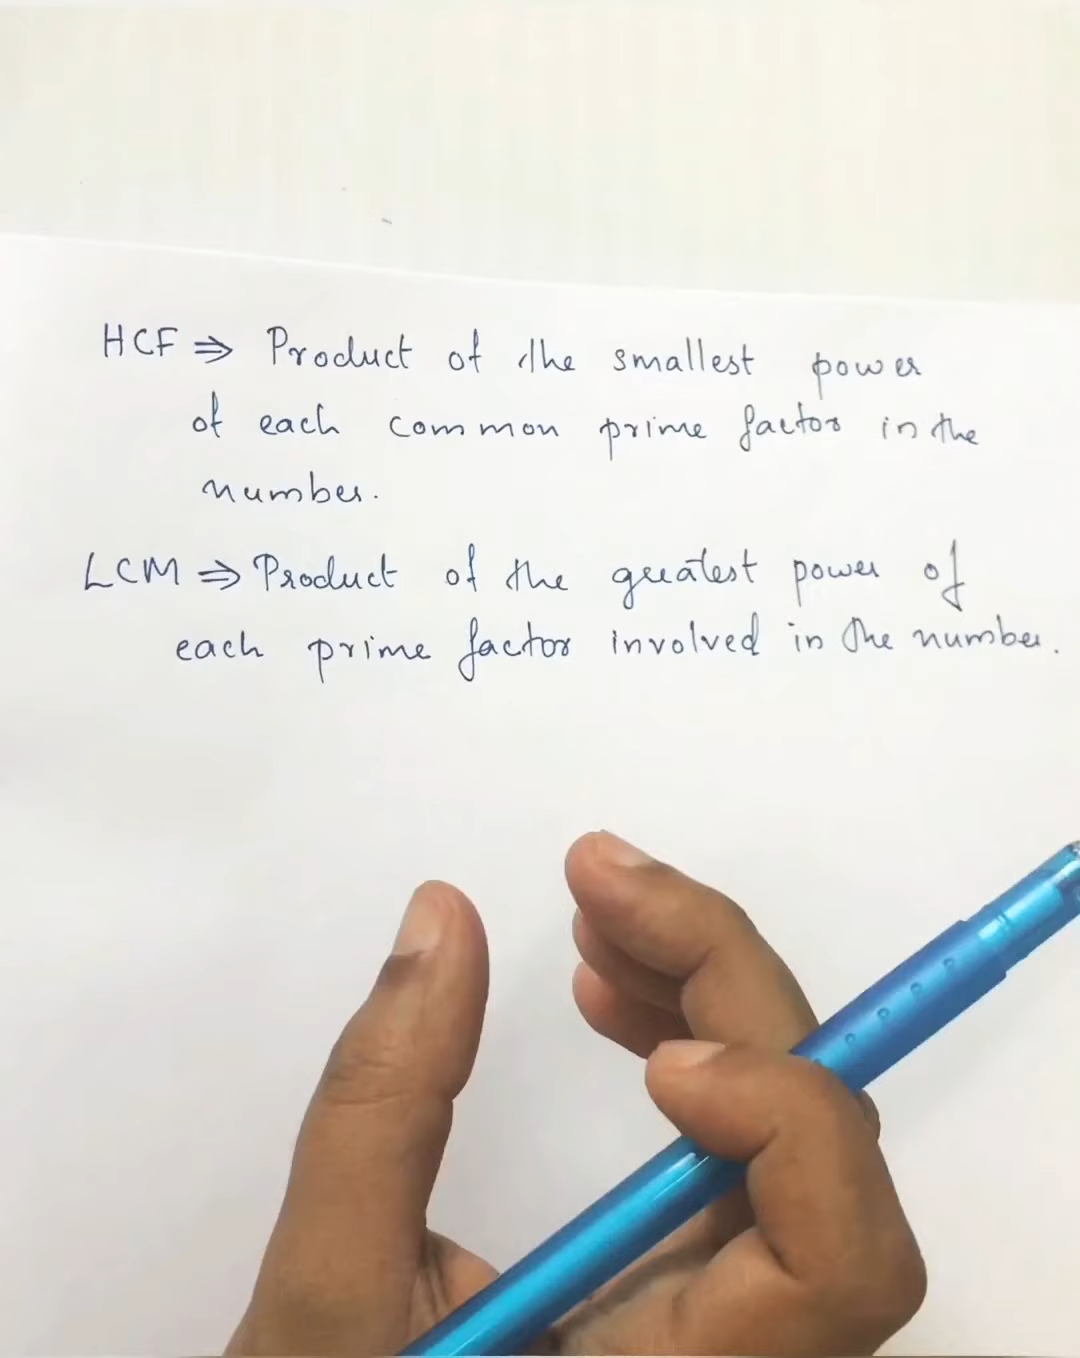 HCF ⇒ Product of the smallest power
of each common prime factor in the
number.
LCM ⇒ Product of the greatest power of
each prime factor involved in the number.